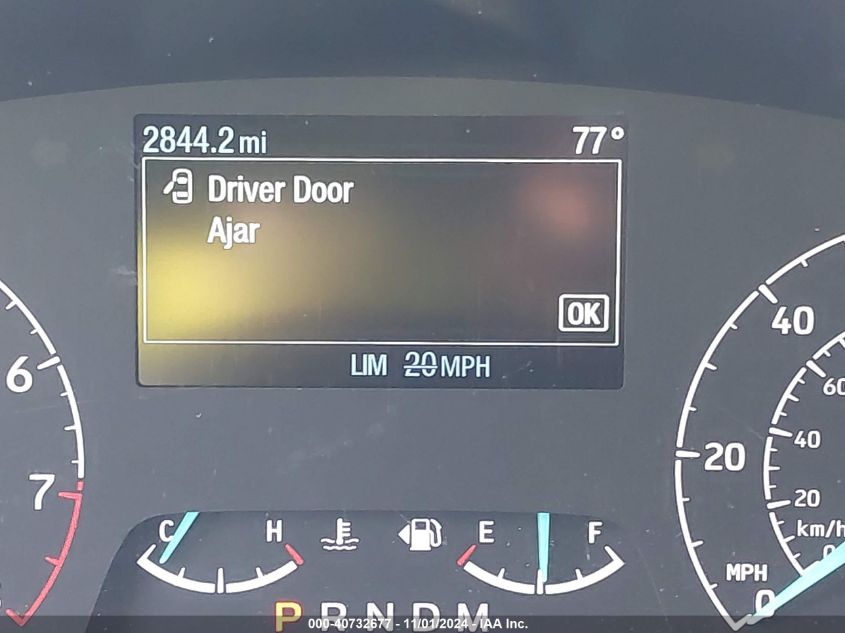 2844.2 mi 77°
Driver Door
Ajar
OK
LIM 20 MPH
6
7
40
20
MPH
0
60
40
20
km/h
0
C H
E F
P R N D M
000-40732677 - 11/01/2024 - IAA Inc.